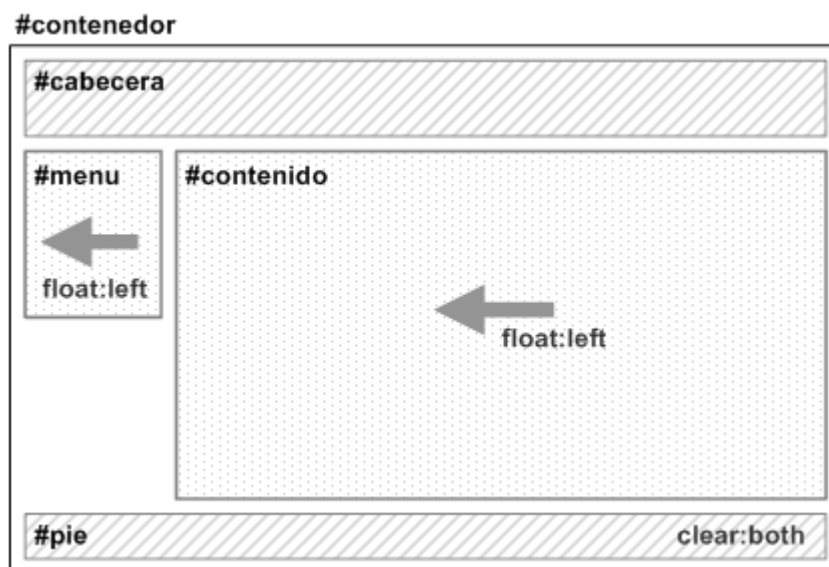 #contenedor
#cabecera
#menu
float:left
#contenido
float:left
#pie
clear:both